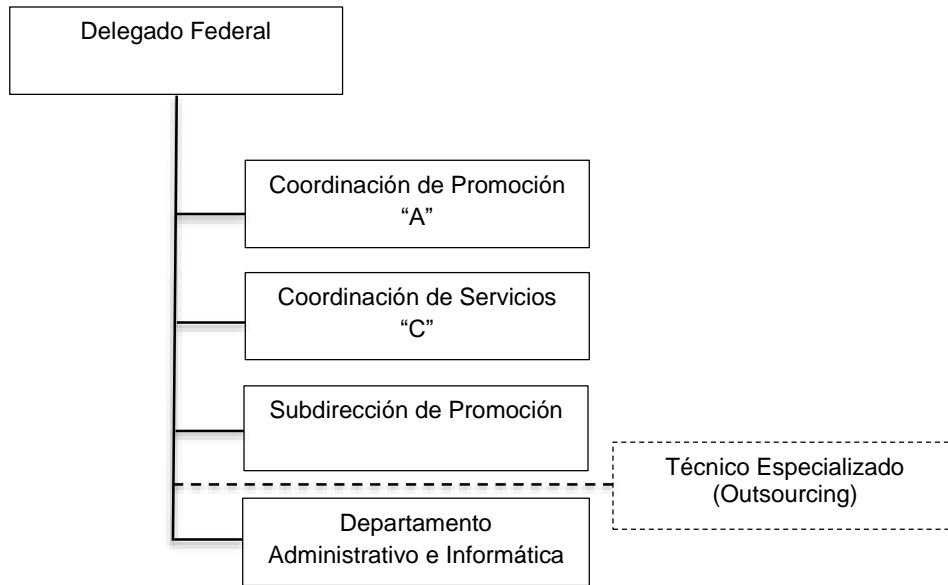 Delegado Federal
Coordinación de Promoción
“A”
Coordinación de Servicios
“C”
Subdirección de Promoción
Técnico Especializado
(Outsourcing)
Departamento
Administrativo e Informática